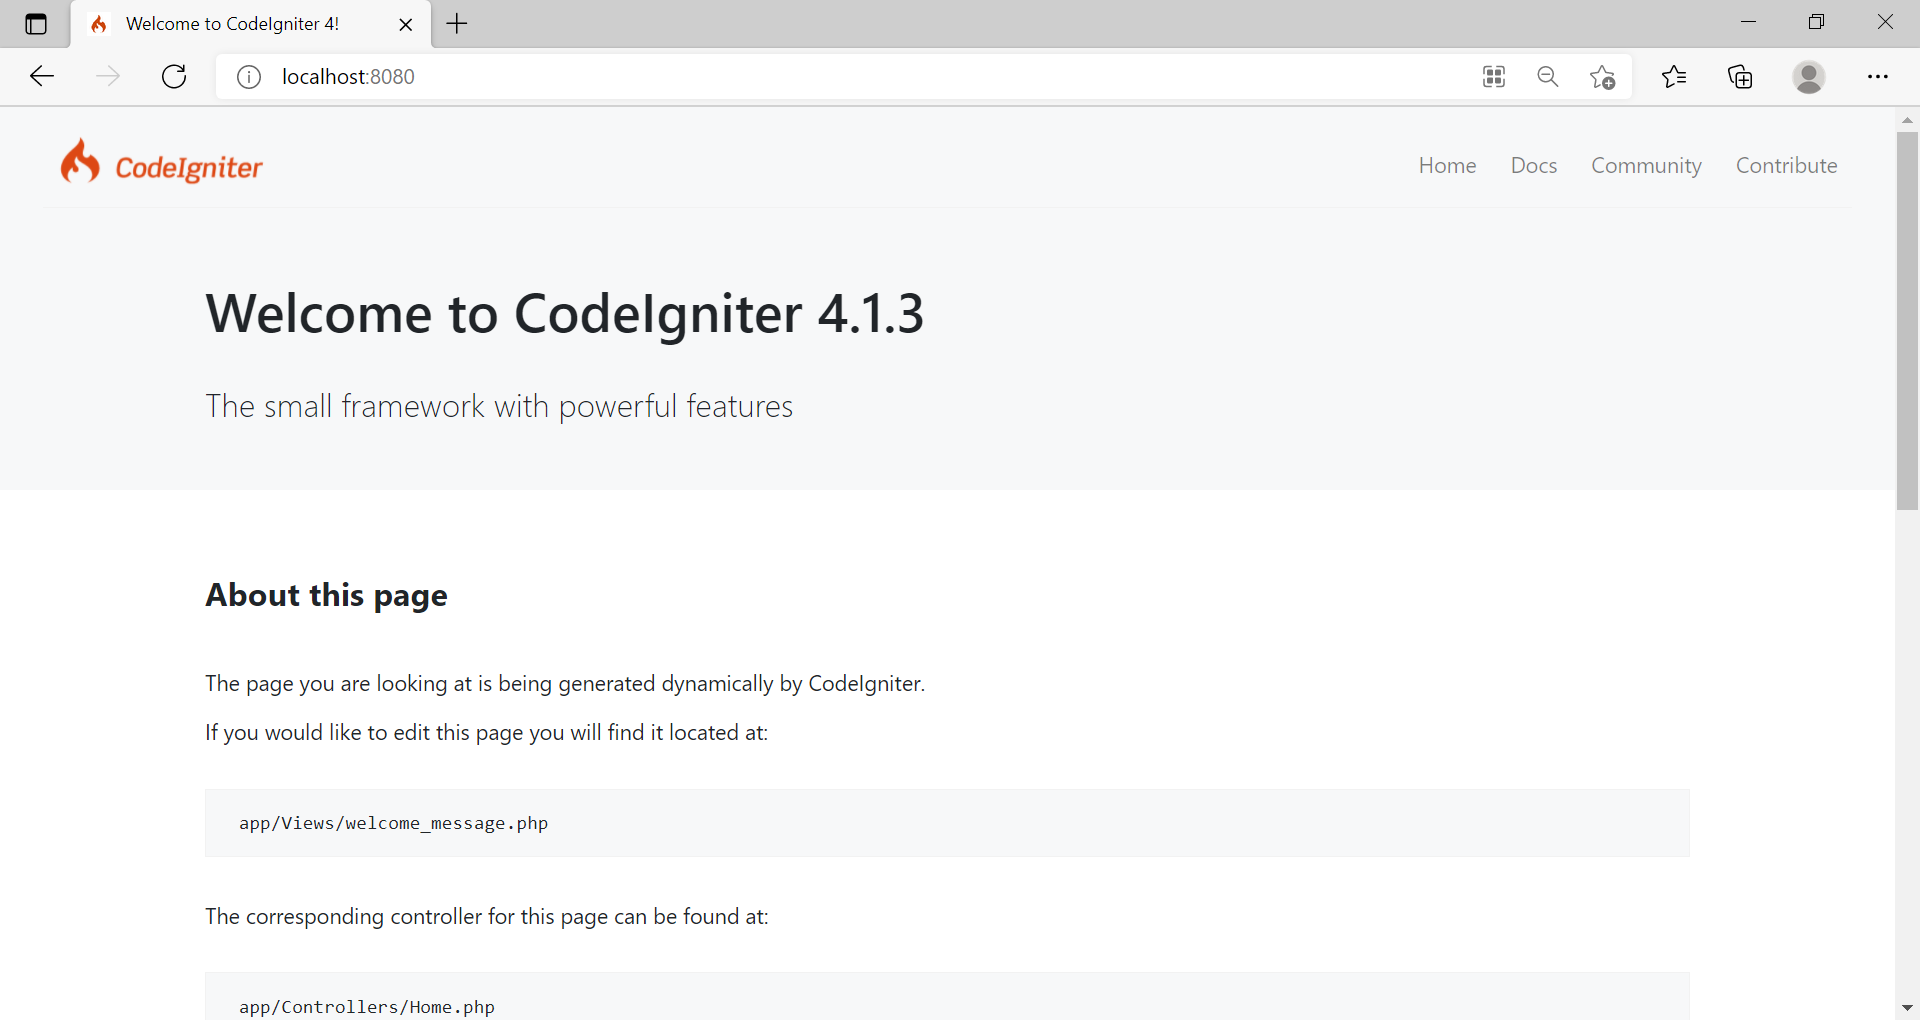 Welcome to CodeIgniter 4!
localhost:8080
CodeIgniter
Home Docs Community Contribute
Welcome to CodeIgniter 4.1.3
The small framework with powerful features
About this page
The page you are looking at is being generated dynamically by CodeIgniter.
If you would like to edit this page you will find it located at:
app/Views/welcome_message.php
The corresponding controller for this page can be found at:
app/Controllers/Home.php